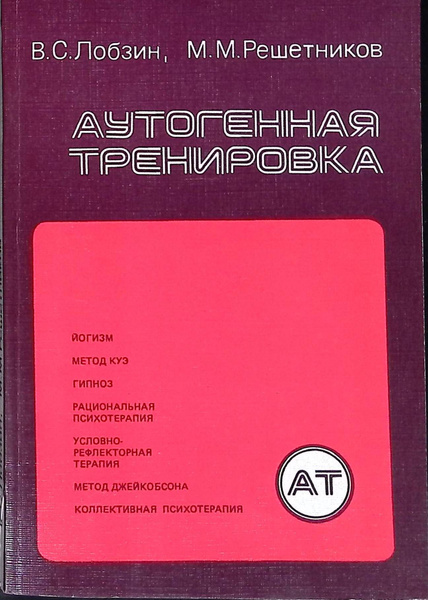 В.С.Лобзин, М.М.Решетников
АУТОГЕННАЯ
ТРЕНИРОВКА
ЙОГИЗМ
МЕТОД КУЭ
ГИПНОЗ
РАЦИОНАЛЬНАЯ
ПСИХОТЕРАПИЯ
УСЛОВНО-
РЕФЛЕКТОРНАЯ
ТЕРАПИЯ
МЕТОД ДЖЕЙКОБСОНА
КОЛЛЕКТИВНАЯ ПСИХОТЕРАПИЯ
АТ